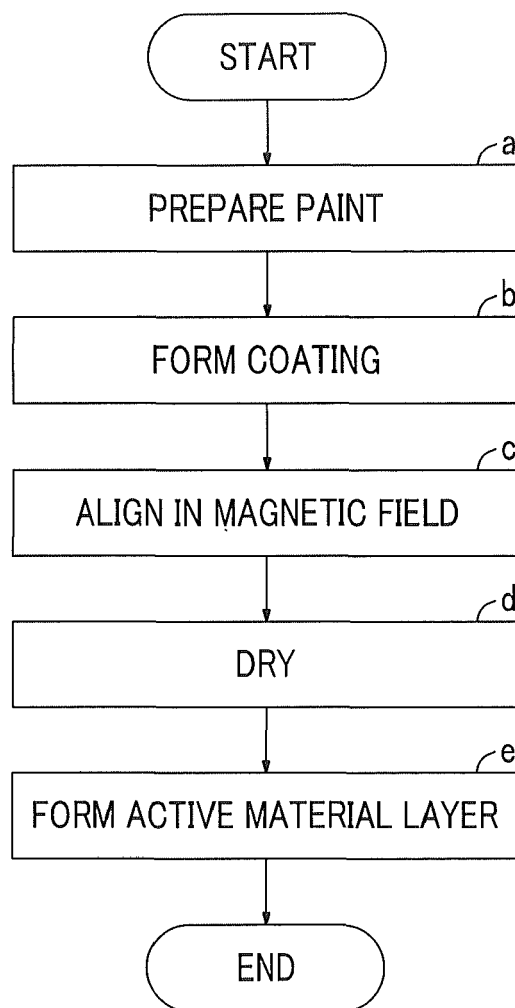 START
a
PREPARE PAINT
b
FORM COATING
c
ALIGN IN MAGNETIC FIELD
d
DRY
e
FORM ACTIVE MATERIAL LAYER
END